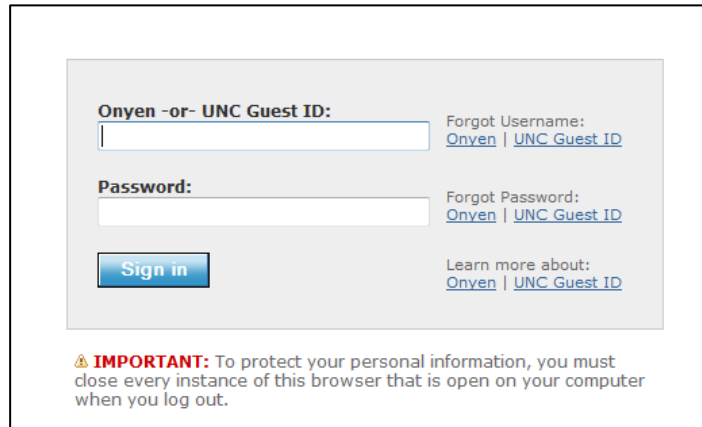 Onyen -or- UNC Guest ID:
Forgot Username:
Onyen | UNC Guest ID
Password:
Forgot Password:
Onyen | UNC Guest ID
Sign in
Learn more about:
Onyen | UNC Guest ID
IMPORTANT: To protect your personal information, you must
close every instance of this browser that is open on your computer
when you log out.